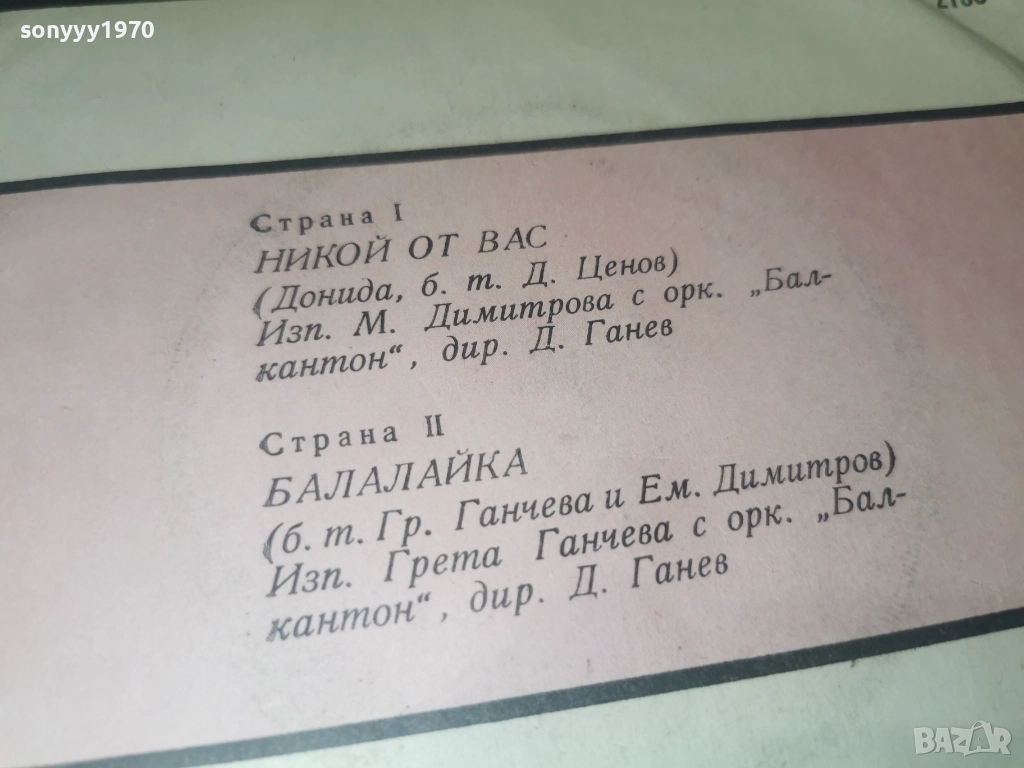 sonyyy1970
Страна I
НИКОЙ ОТ ВАС
(Донида, б. т. Д. Ценов)
Изп. М. Димитрова с орк. „Бал-
кантон“, дир. Д. Ганев
Страна II
БАЛАЛАЙКА
(б. т. Гр. Ганчева и Ем. Димитров)
Изп. Грета Ганчева с орк. „Бал-
кантон“, дир. Д. Ганев
BAZAR